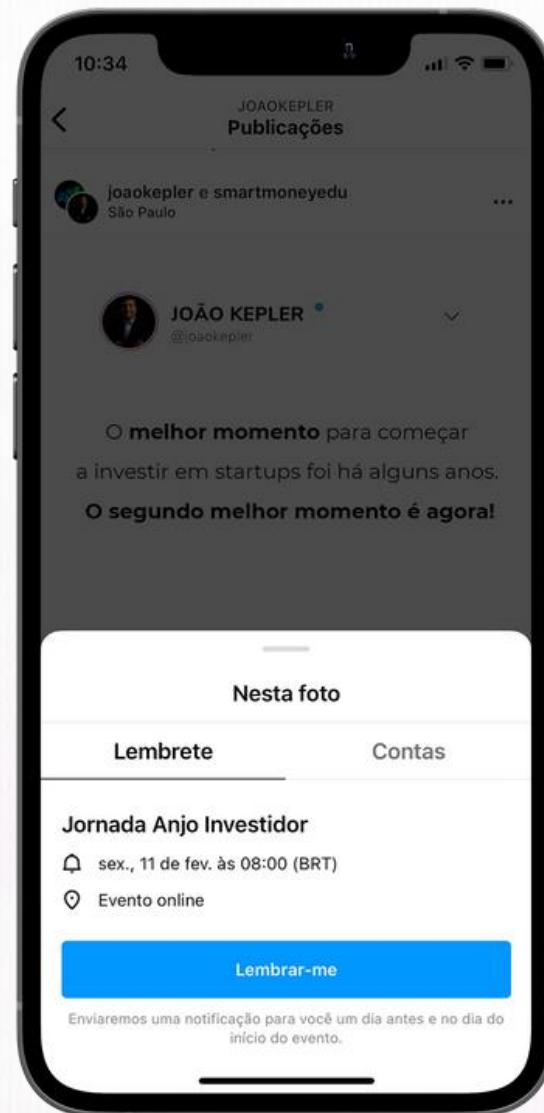 10:34
JOAOKEPLER
Publicações
joaokepler e smartmoneyedu
São Paulo
JOÃO KEPLER
@joaokepler
O melhor momento para começar
a investir em startups foi há alguns anos.
O segundo melhor momento é agora!
Nesta foto
Lembrete
Contas
Jornada Anjo Investidor
sex., 11 de fev. às 08:00 (BRT)
Evento online
Lembrar-me
Enviaremos uma notificação para você um dia antes e no dia do
início do evento.